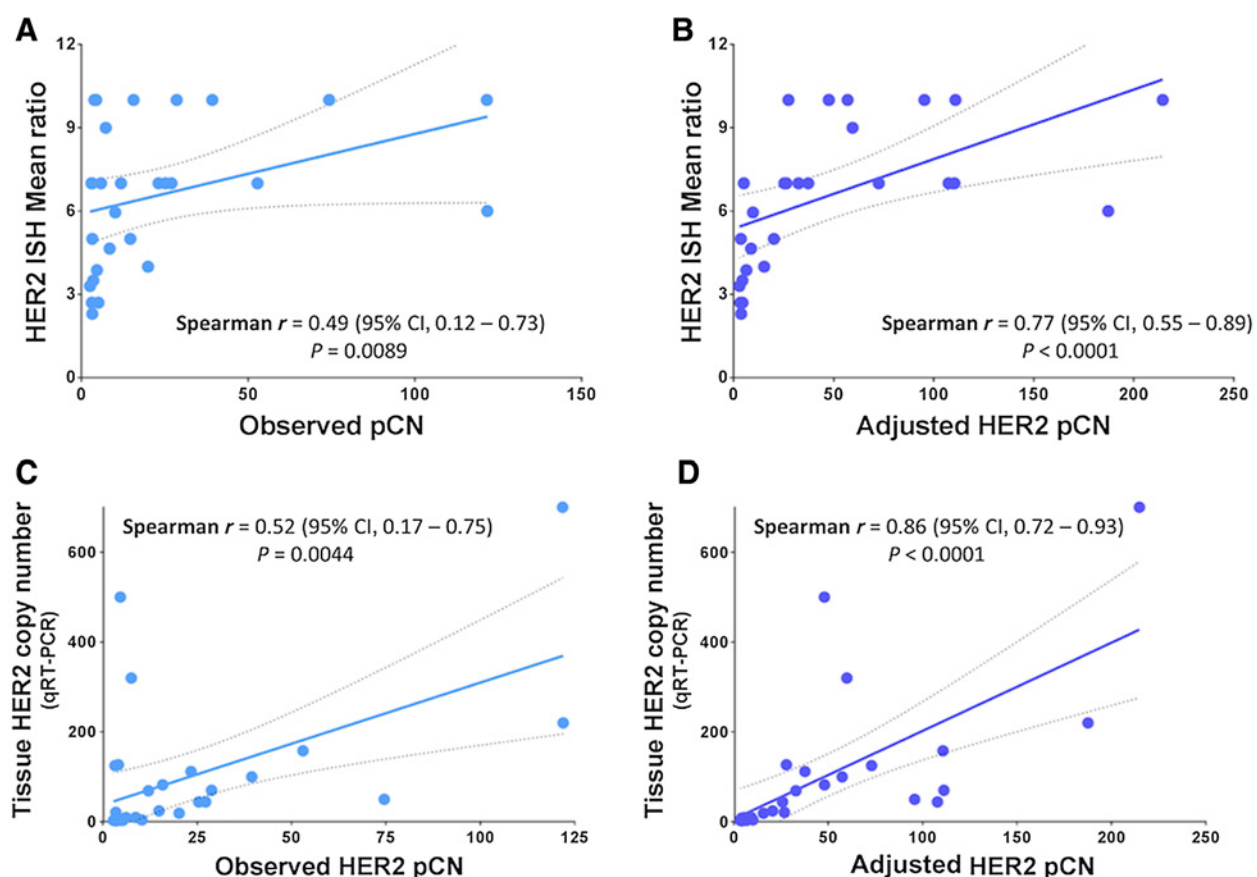 A
HER2 ISH Mean ratio
12
9
6
3
0
Spearman r = 0.49 (95% CI, 0.12 – 0.73)
P = 0.0089
0 50 100 150
Observed pCN
B
HER2 ISH Mean ratio
12
9
6
3
0
Spearman r = 0.77 (95% CI, 0.55 – 0.89)
P < 0.0001
0 50 100 150 200 250
Adjusted HER2 pCN
C
Tissue HER2 copy number
(qRT-PCR)
Spearman r = 0.52 (95% CI, 0.17 – 0.75)
P = 0.0044
600
400
200
0
0 25 50 75 100 125
Observed HER2 pCN
D
Tissue HER2 copy number
(qRT-PCR)
Spearman r = 0.86 (95% CI, 0.72 – 0.93)
P < 0.0001
600
400
200
0
0 50 100 150 200 250
Adjusted HER2 pCN